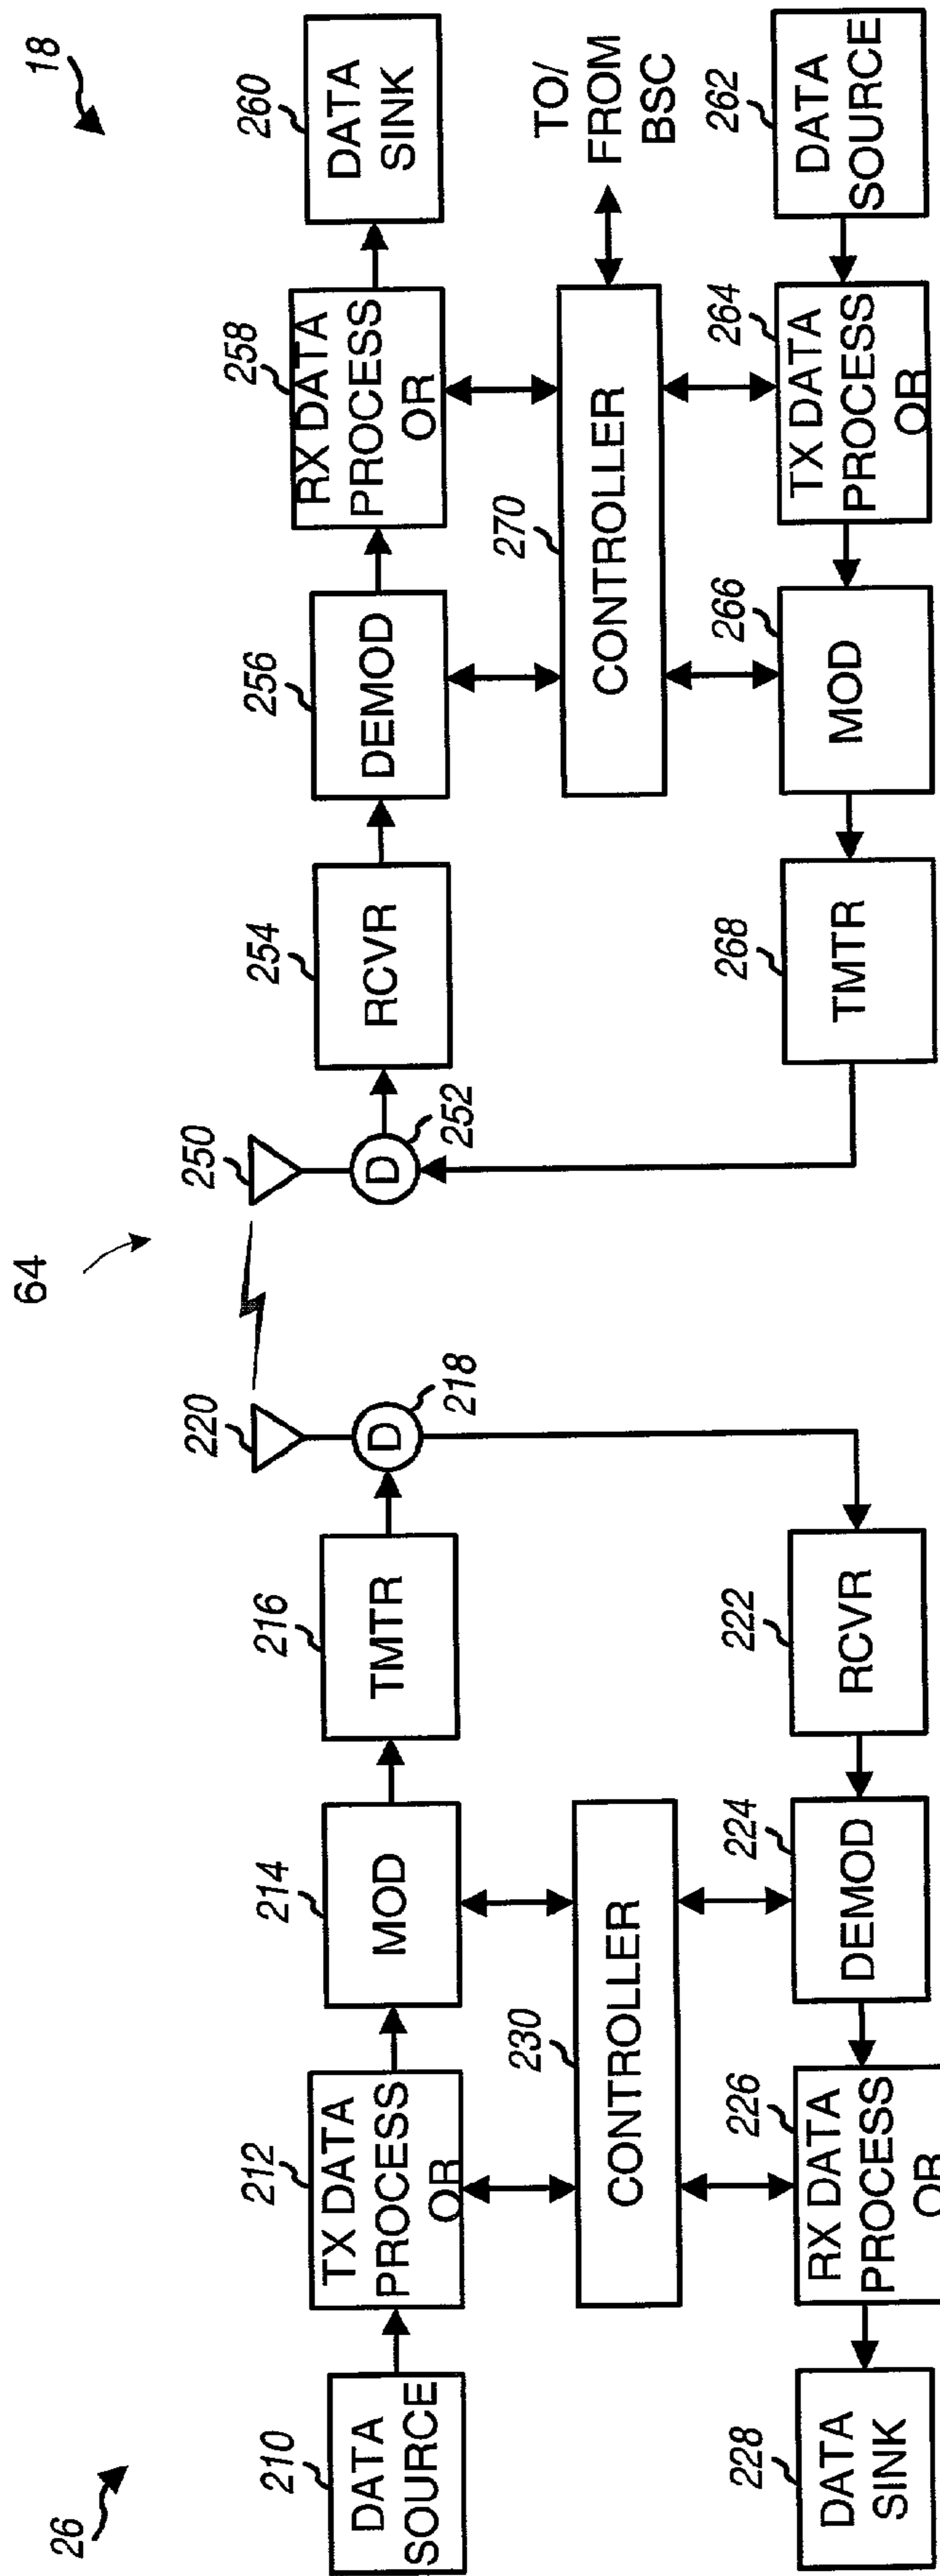 26
64
18
210
DATA
SOURCE
212
TX DATA
PROCESS
OR
214
MOD
216
TMTR
220
D
218
250
D
252
254
RCVR
256
DEMOD
258
RX DATA
PROCESS
OR
260
DATA
SINK
230
CONTROLLER
270
CONTROLLER
TO/
FROM
BSC
228
DATA
SINK
226
RX DATA
PROCESS
OR
224
DEMOD
222
RCVR
268
TMTR
266
MOD
264
TX DATA
PROCESS
OR
262
DATA
SOURCE